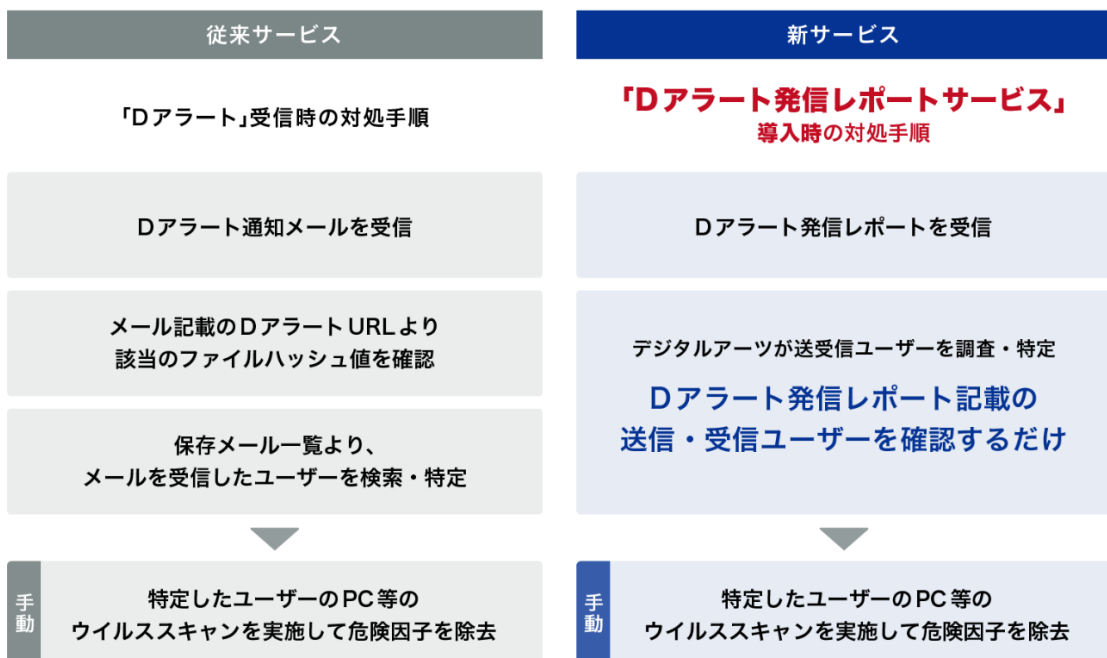 従来サービス
「Dアラート」受信時の対処手順
Dアラート通知メールを受信
メール記載のDアラートURLより
該当のファイルハッシュ値を確認
保存メール一覧より、
メールを受信したユーザーを検索・特定
手動
特定したユーザーのPC等の
ウイルススキャンを実施して危険因子を除去
新サービス
「Dアラート発信レポートサービス」
導入時の対処手順
Dアラート発信レポートを受信
デジタルアーツが送受信ユーザーを調査・特定
Dアラート発信レポート記載の
送信・受信ユーザーを確認するだけ
手動
特定したユーザーのPC等の
ウイルススキャンを実施して危険因子を除去